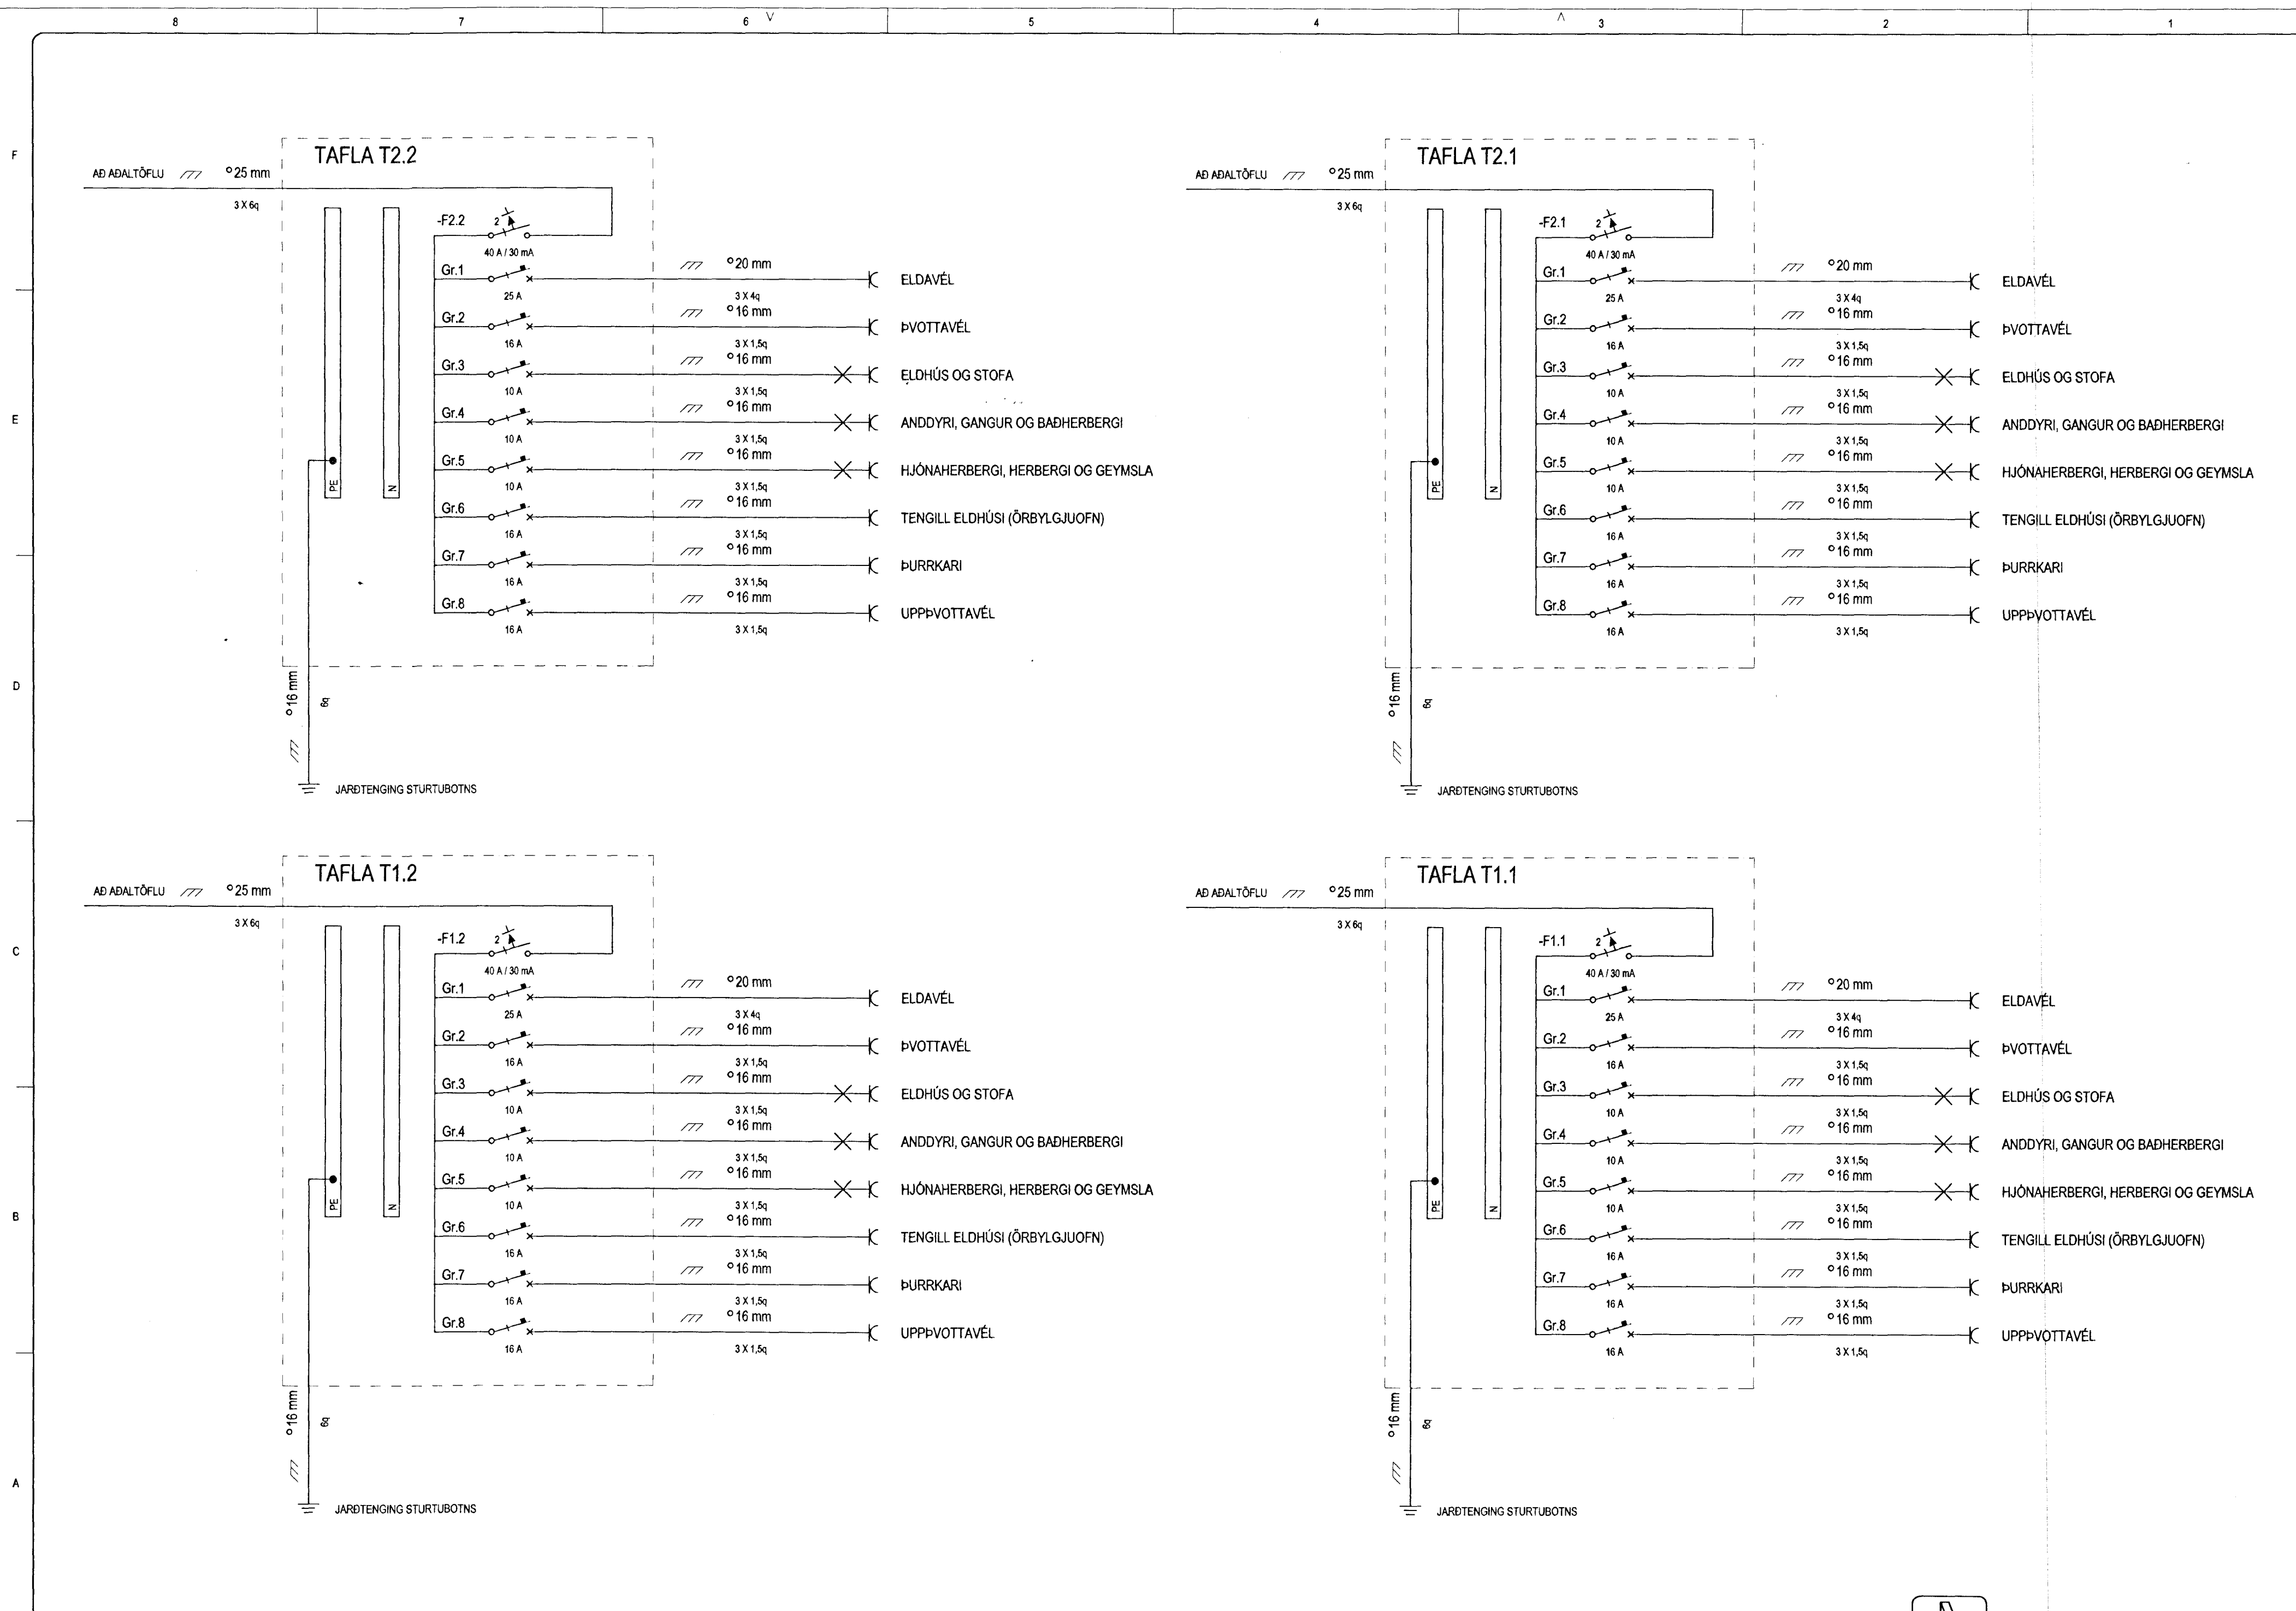 8 7 6 5 4 3 2 1
F
E
D
C
B
A
TAFLA T2.2
AÐ AÐALTÖFLU 25 mm
3 X 6q
-F2.2 2
40 A / 30 mA
PE
N
Gr.1 20 mm ELDAVÉL
25 A 3 X 4q
Gr.2 16 mm ÞVOTTAVÉL
16 A 3 X 1,5q
Gr.3 16 mm ELDHÚS OG STOFA
10 A 3 X 1,5q
Gr.4 16 mm ANDDYRI, GANGUR OG BAÐHERBERGI
10 A 3 X 1,5q
Gr.5 16 mm HJÓNAHERBERGI, HERBERGI OG GEYMSLA
10 A 3 X 1,5q
Gr.6 16 mm TENGILL ELDHÚSI (ÖRBYLGJUOFN)
16 A 3 X 1,5q
Gr.7 16 mm ÞURRKARI
16 A 3 X 1,5q
Gr.8 16 mm UPPÞVOTTAVÉL
16 A 3 X 1,5q
16 mm
6q
JARÐTENGING STURTUBOTNS
TAFLA T2.1
AÐ AÐALTÖFLU 25 mm
3 X 6q
-F2.1 2
40 A / 30 mA
PE
N
Gr.1 20 mm ELDAVÉL
25 A 3 X 4q
Gr.2 16 mm ÞVOTTAVÉL
16 A 3 X 1,5q
Gr.3 16 mm ELDHÚS OG STOFA
10 A 3 X 1,5q
Gr.4 16 mm ANDDYRI, GANGUR OG BAÐHERBERGI
10 A 3 X 1,5q
Gr.5 16 mm HJÓNAHERBERGI, HERBERGI OG GEYMSLA
10 A 3 X 1,5q
Gr.6 16 mm TENGILL ELDHÚSI (ÖRBYLGJUOFN)
16 A 3 X 1,5q
Gr.7 16 mm ÞURRKARI
16 A 3 X 1,5q
Gr.8 16 mm UPPÞVOTTAVÉL
16 A 3 X 1,5q
16 mm
6q
JARÐTENGING STURTUBOTNS
TAFLA T1.2
AÐ AÐALTÖFLU 25 mm
3 X 6q
-F1.2 2
40 A / 30 mA
PE
N
Gr.1 20 mm ELDAVÉL
25 A 3 X 4q
Gr.2 16 mm ÞVOTTAVÉL
16 A 3 X 1,5q
Gr.3 16 mm ELDHÚS OG STOFA
10 A 3 X 1,5q
Gr.4 16 mm ANDDYRI, GANGUR OG BAÐHERBERGI
10 A 3 X 1,5q
Gr.5 16 mm HJÓNAHERBERGI, HERBERGI OG GEYMSLA
10 A 3 X 1,5q
Gr.6 16 mm TENGILL ELDHÚSI (ÖRBYLGJUOFN)
16 A 3 X 1,5q
Gr.7 16 mm ÞURRKARI
16 A 3 X 1,5q
Gr.8 16 mm UPPÞVOTTAVÉL
16 A 3 X 1,5q
16 mm
6q
JARÐTENGING STURTUBOTNS
TAFLA T1.1
AÐ AÐALTÖFLU 25 mm
3 X 6q
-F1.1 2
40 A / 30 mA
PE
N
Gr.1 20 mm ELDAVÉL
25 A 3 X 4q
Gr.2 16 mm ÞVOTTAVÉL
16 A 3 X 1,5q
Gr.3 16 mm ELDHÚS OG STOFA
10 A 3 X 1,5q
Gr.4 16 mm ANDDYRI, GANGUR OG BAÐHERBERGI
10 A 3 X 1,5q
Gr.5 16 mm HJÓNAHERBERGI, HERBERGI OG GEYMSLA
10 A 3 X 1,5q
Gr.6 16 mm TENGILL ELDHÚSI (ÖRBYLGJUOFN)
16 A 3 X 1,5q
Gr.7 16 mm ÞURRKARI
16 A 3 X 1,5q
Gr.8 16 mm UPPÞVOTTAVÉL
16 A 3 X 1,5q
16 mm
6q
JARÐTENGING STURTUBOTNS